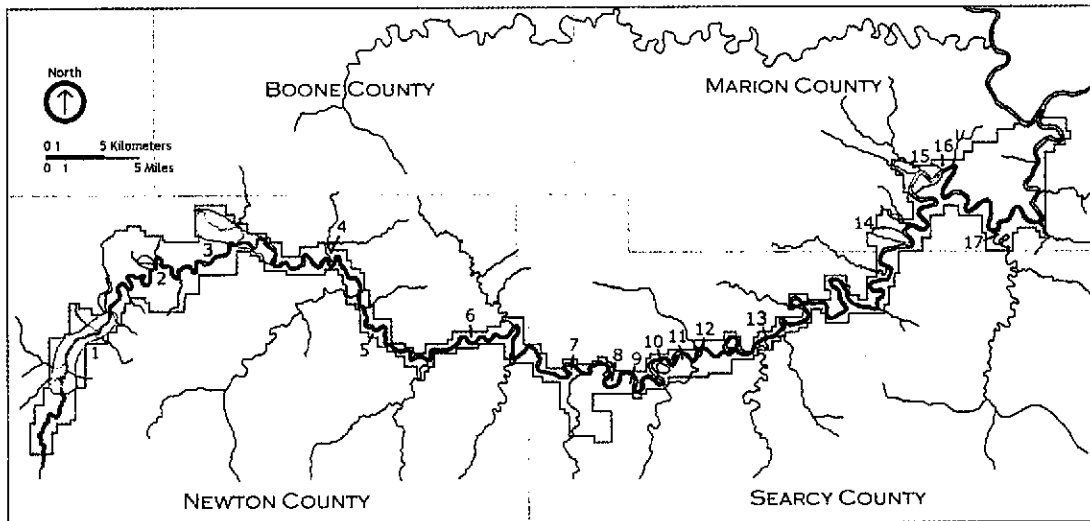 BOONE COUNTY
MARION COUNTY
North
0 1 5 Kilometers
0 1 5 Miles
15
16
4
14
3
17
2
6
13
1
5
7
8
9
10
11
12
NEWTON COUNTY
SEARCY COUNTY